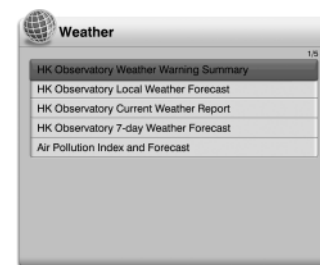 Weather
1/5
HK Observatory Weather Warning Summary
HK Observatory Local Weather Forecast
HK Observatory Current Weather Report
HK Observatory 7-day Weather Forecast
Air Pollution Index and Forecast